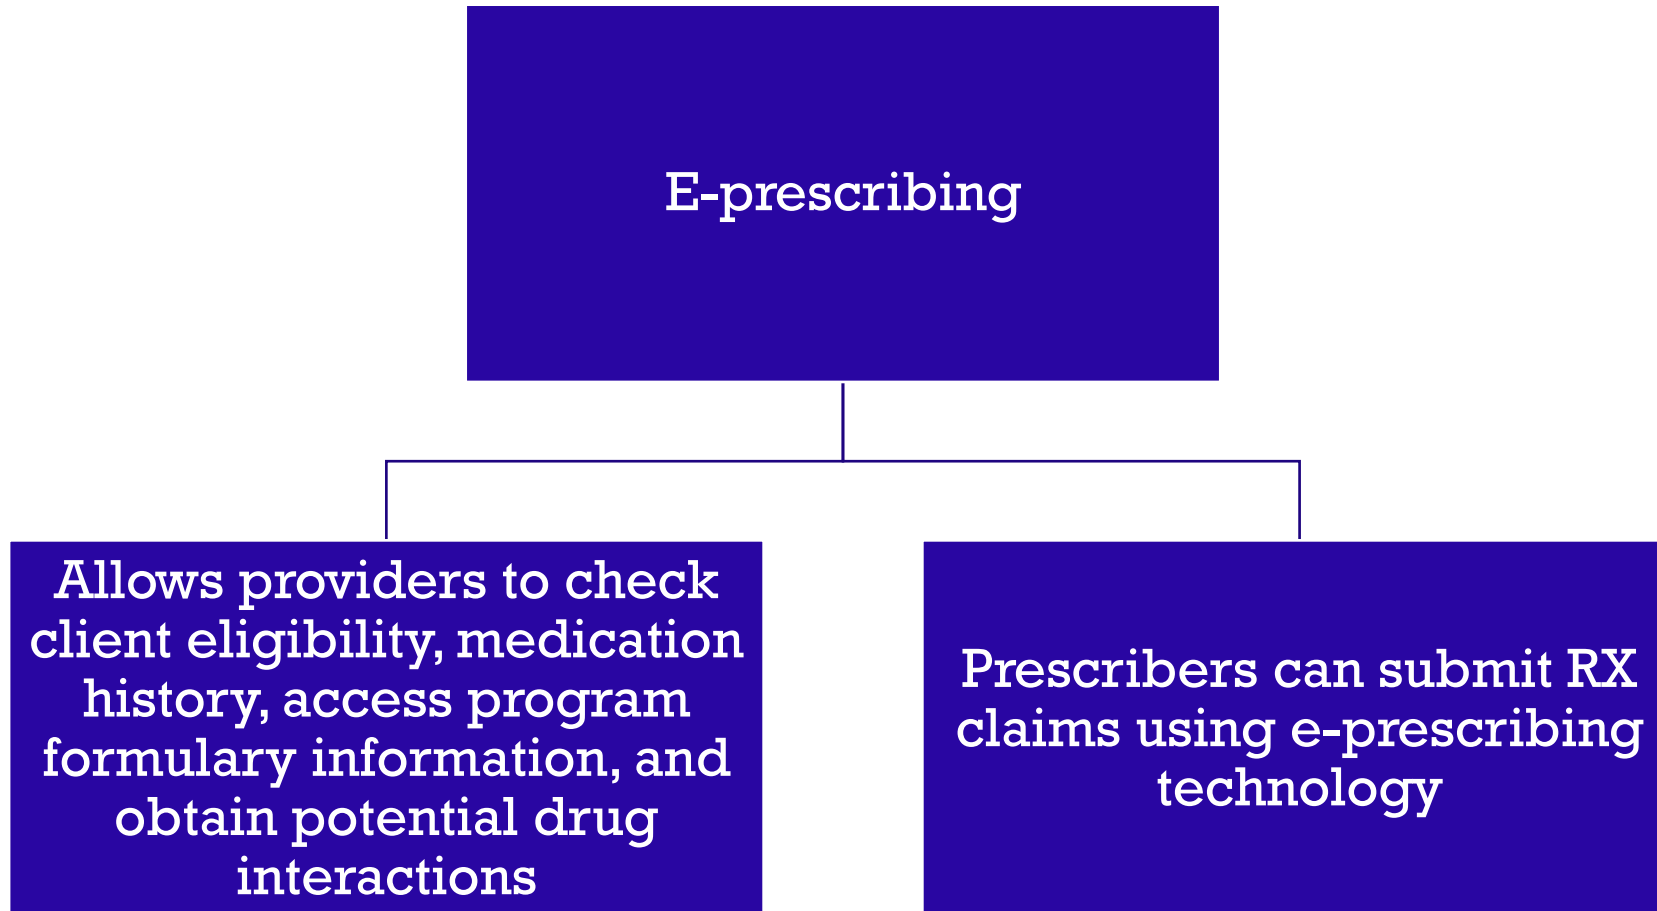 E-prescribing
Allows providers to check
client eligibility, medication
history, access program
formulary information, and
obtain potential drug
interactions
Prescribers can submit RX
claims using e-prescribing
technology